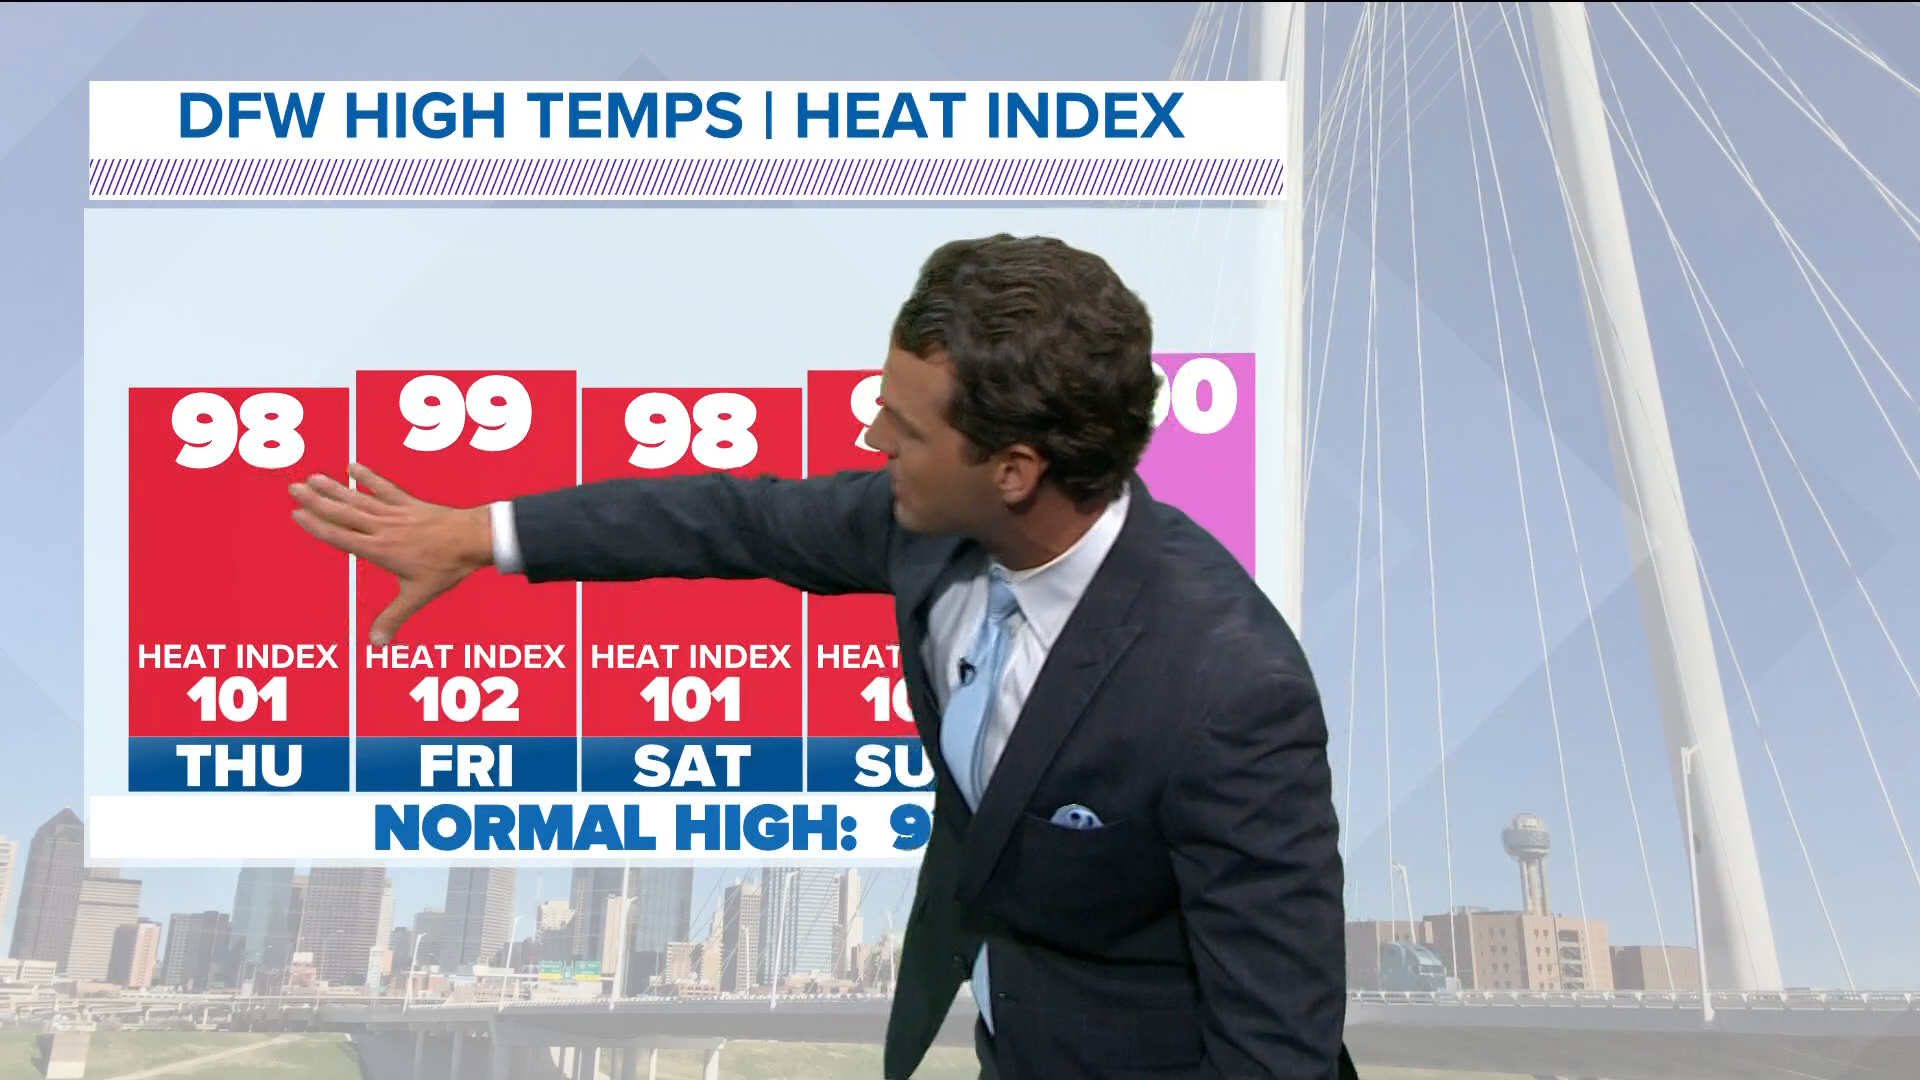 DFW HIGH TEMPS | HEAT INDEX
98 99 98
HEAT INDEX HEAT INDEX HEAT INDEX HEAT
101 102 101
THU FRI SAT
NORMAL HIGH: